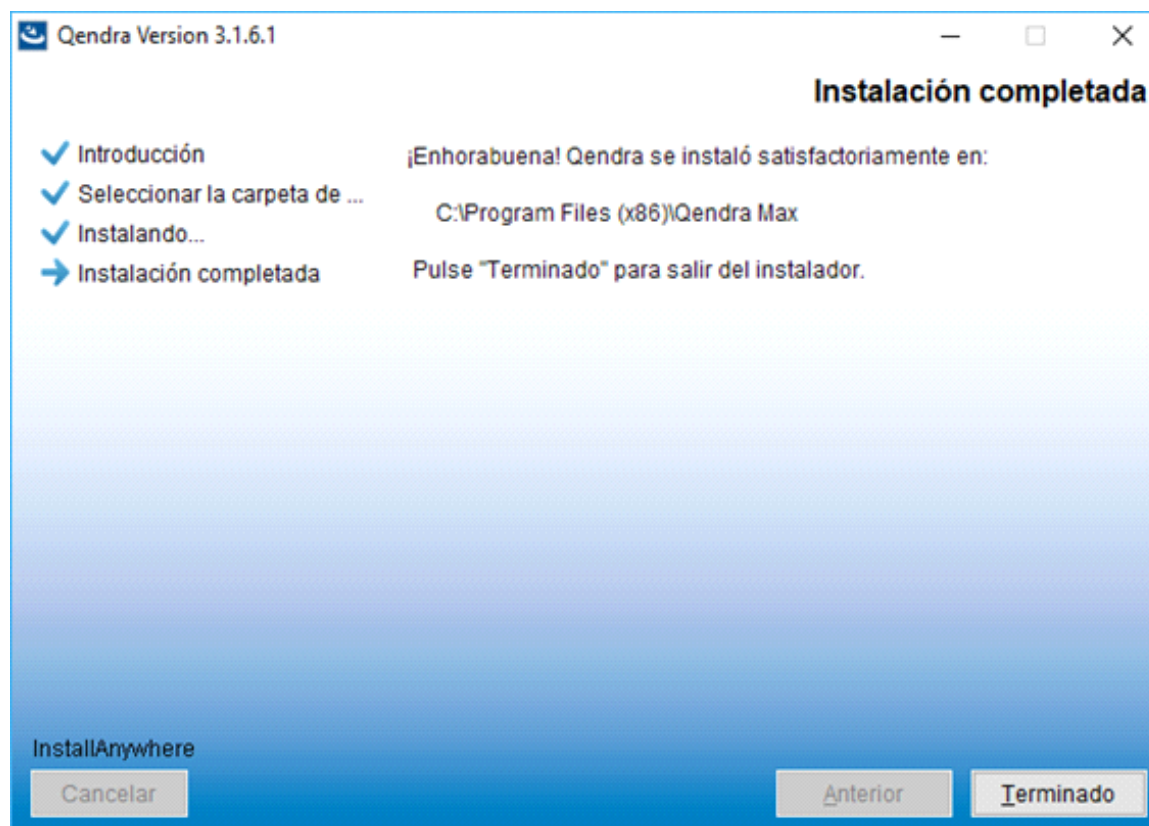 Qendra Version 3.1.6.1
Instalación completada
Introducción
Seleccionar la carpeta de ...
Instalando...
Instalación completada
¡Enhorabuena! Qendra se instaló satisfactoriamente en:
C:\Program Files (x86)\Qendra Max
Pulse "Terminado" para salir del instalador.
InstallAnywhere
Cancelar
Anterior
Terminado